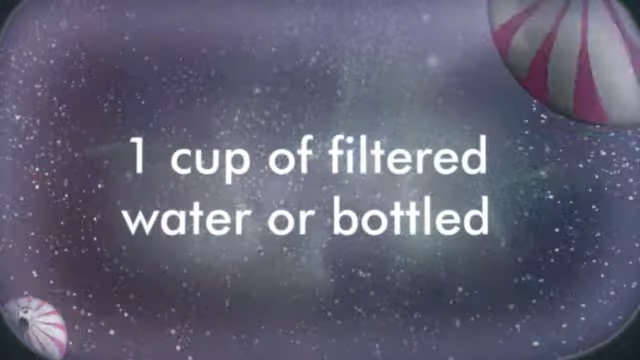 1 cup of filtered
water or bottled